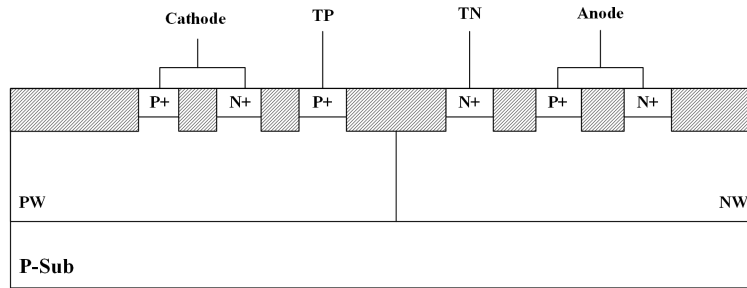 Cathode TP TN Anode
P+ N+ P+ N+ P+ N+
PW NW
P-Sub